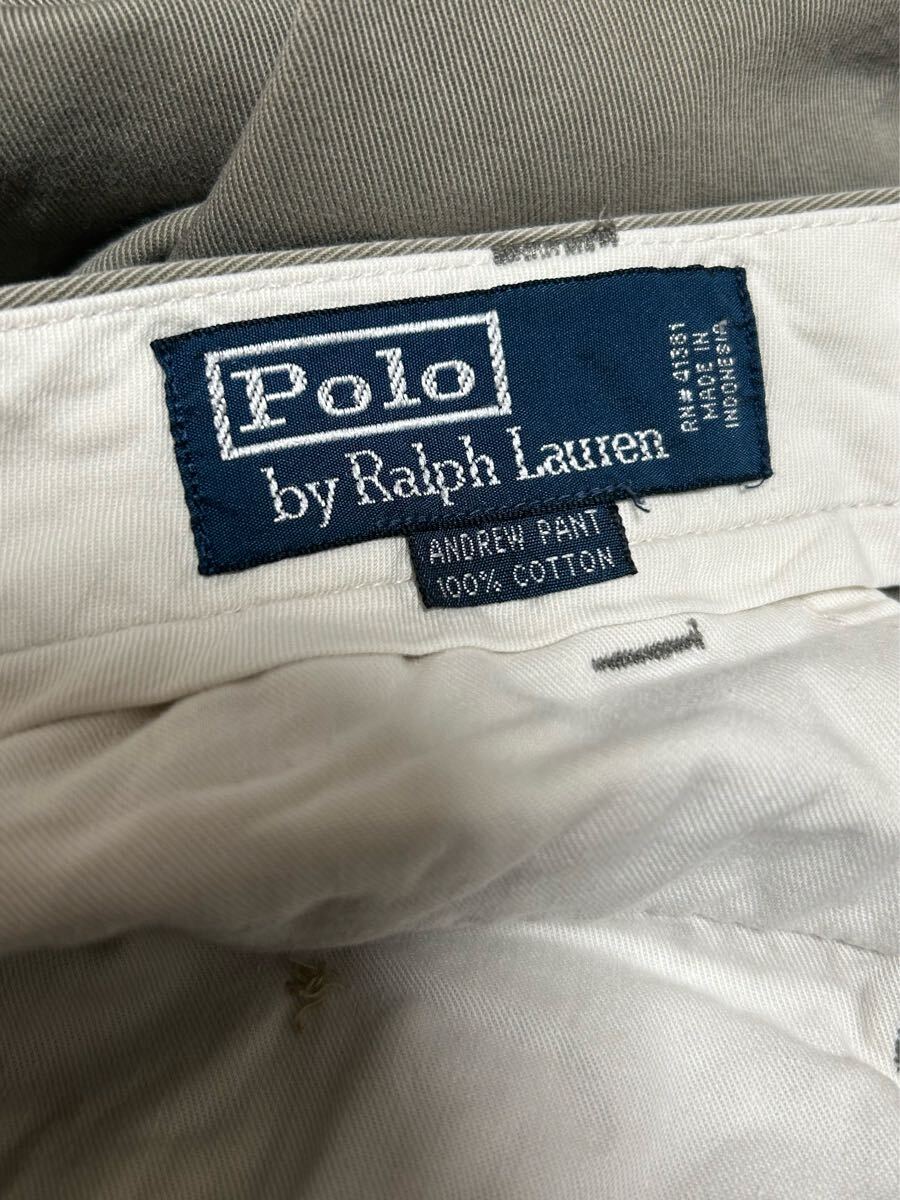 Polo
by Ralph Lauren
RN# 41381
MADE IN
INDONESIA
ANDREW PANT
100% COTTON